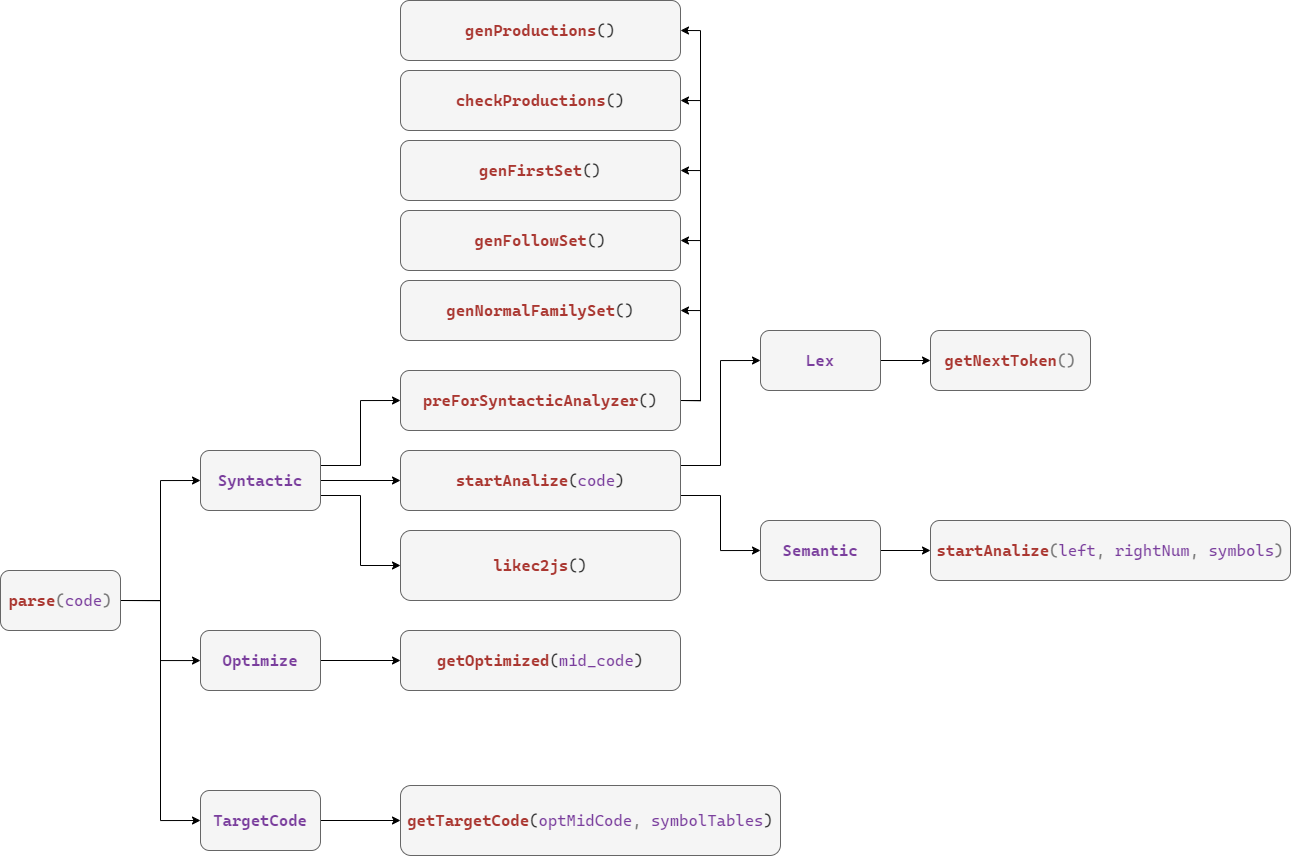 genProductions()
checkProductions()
genFirstSet()
genFollowSet()
genNormalFamilySet()
Lex
getNextToken()
preForSyntacticAnalyzer()
Syntactic
startAnalize(code)
Semantic
startAnalize(left, rightNum, symbols)
likec2js()
parse(code)
Optimize
getOptimized(mid_code)
TargetCode
getTargetCode(optMidCode, symbolTables)